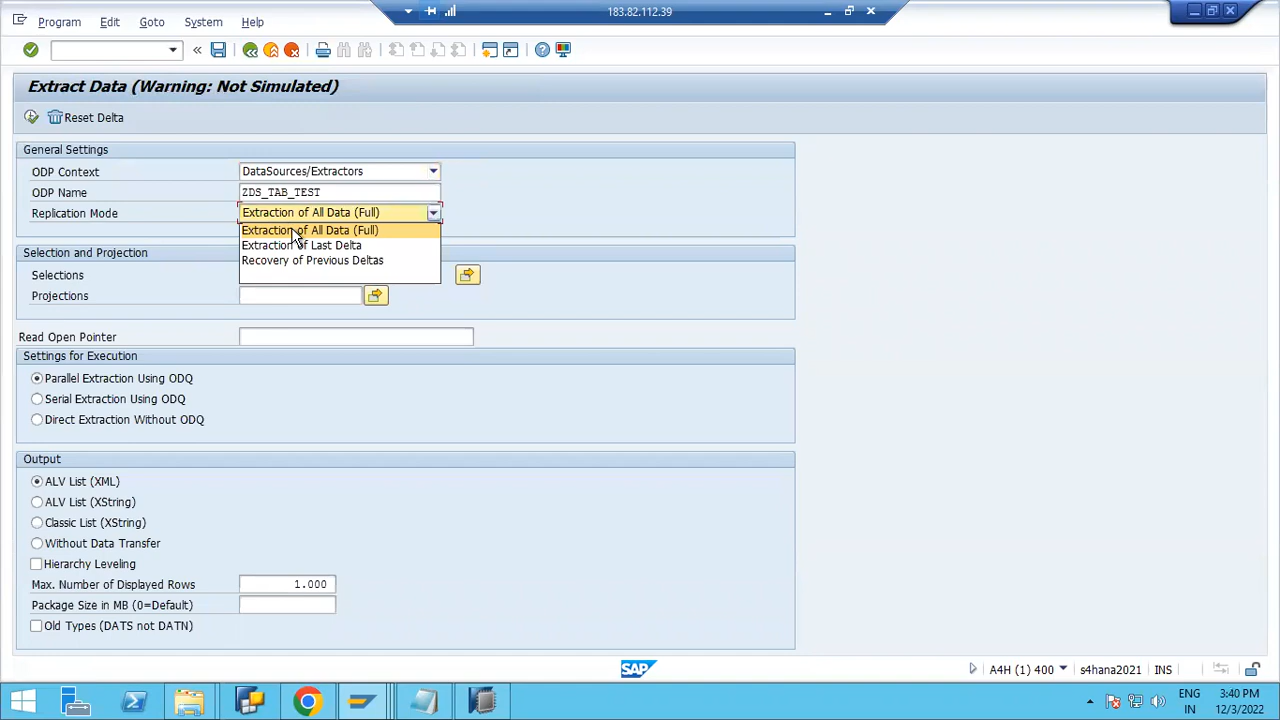 183.82.112.39
Program Edit Goto System Help
Extract Data (Warning: Not Simulated)
Reset Delta
General Settings
ODP Context DataSources/Extractors
ODP Name ZDS_TAB_TEST
Replication Mode Extraction of All Data (Full)
Extraction of All Data (Full)
Extraction of Last Delta
Recovery of Previous Deltas
Selection and Projection
Selections
Projections
Read Open Pointer
Settings for Execution
Parallel Extraction Using ODQ
Serial Extraction Using ODQ
Direct Extraction Without ODQ
Output
ALV List (XML)
ALV List (XString)
Classic List (XString)
Without Data Transfer
Hierarchy Leveling
Max. Number of Displayed Rows 1.000
Package Size in MB (0=Default)
Old Types (DATS not DATN)
SAP
A4H (1) 400 s4hana2021 INS
ENG 3:40 PM
IN 12/3/2022